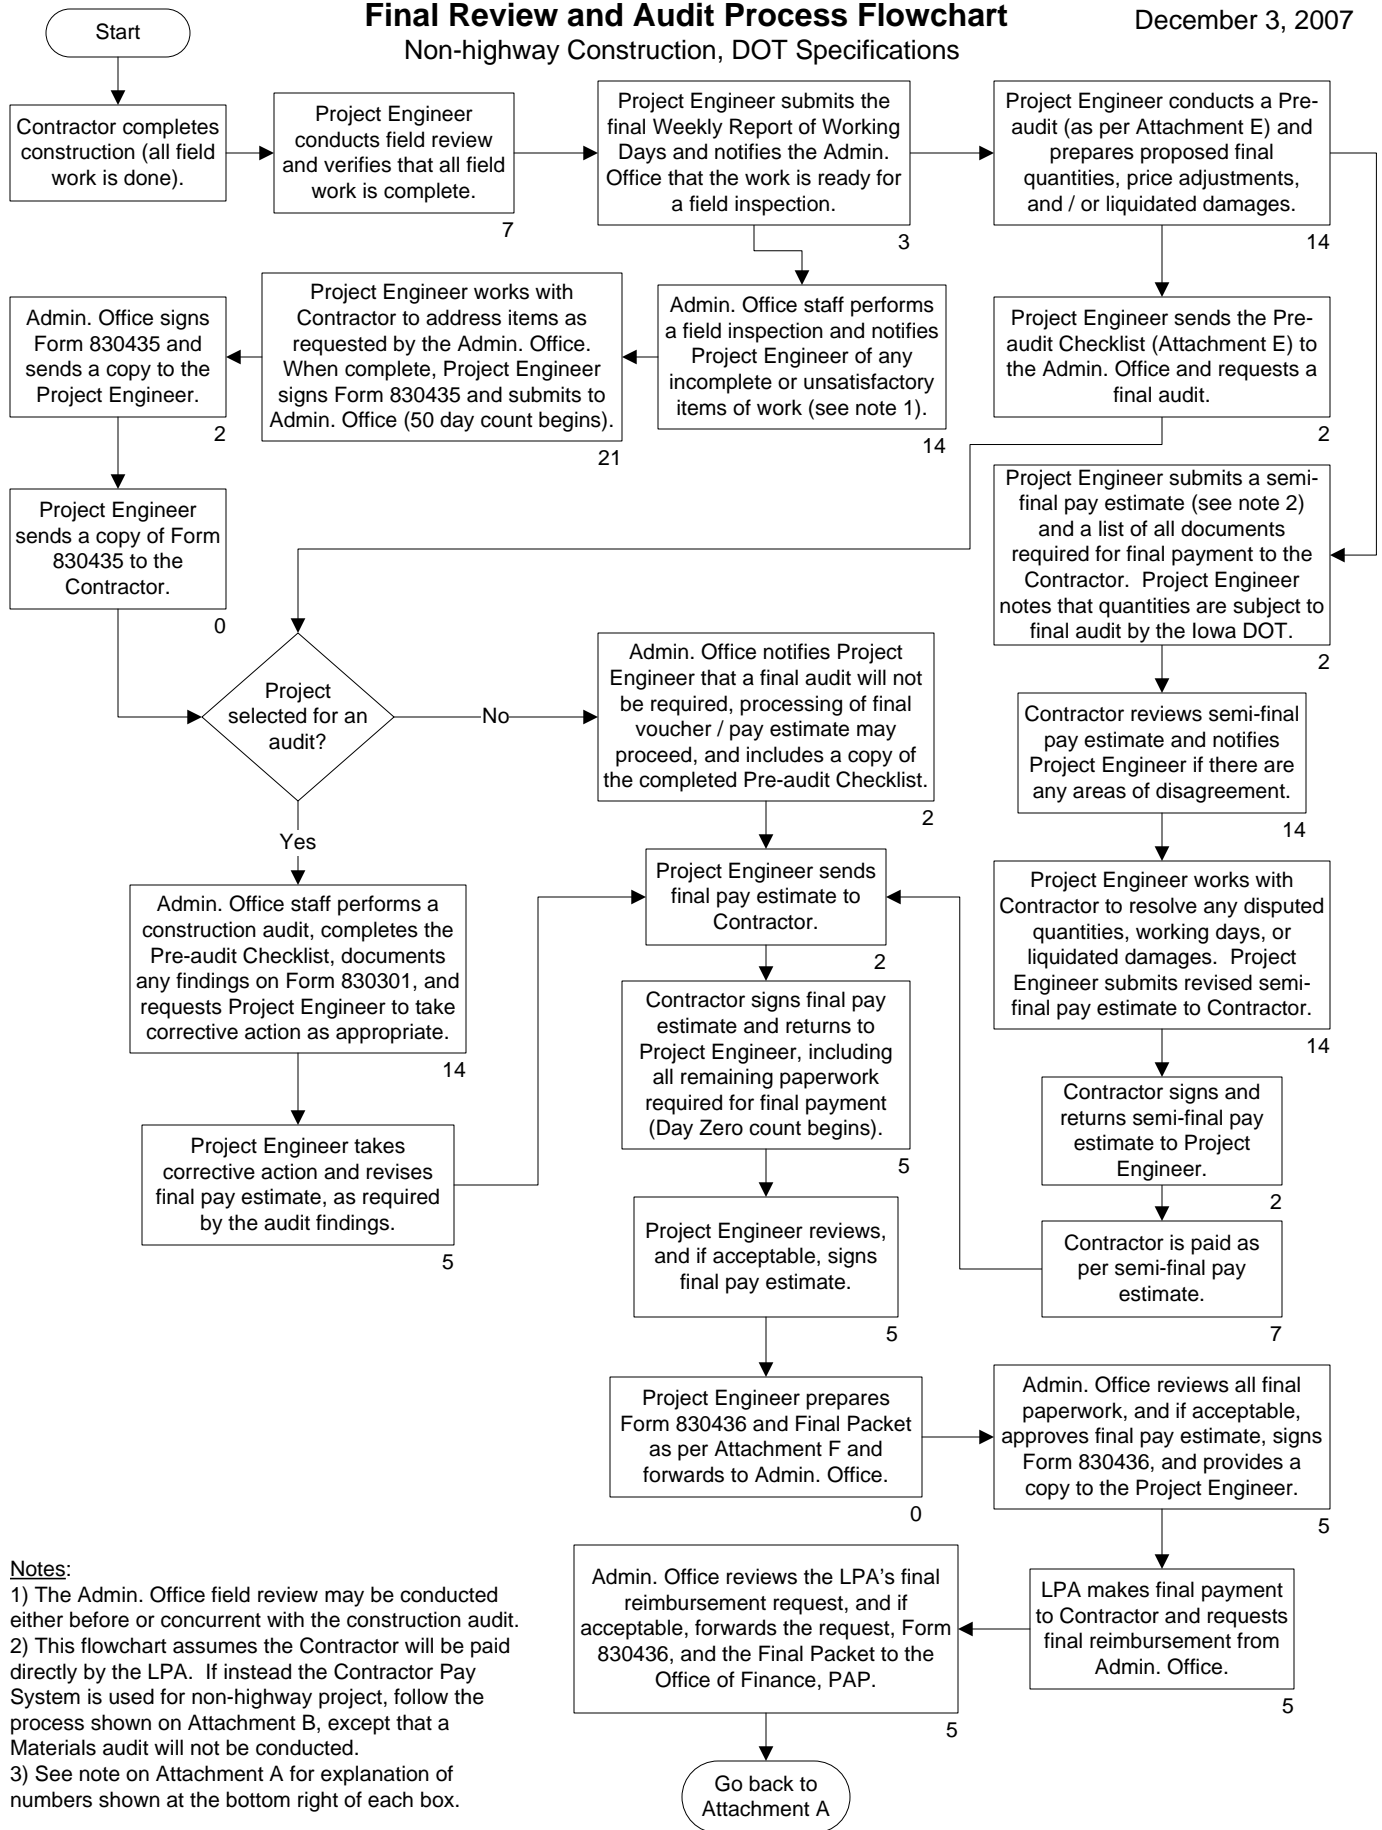 Final Review and Audit Process Flowchart
December 3, 2007
Non-highway Construction, DOT Specifications
Start
Contractor completes
construction (all field
work is done).
Project Engineer
conducts field review
and verifies that all field
work is complete.
7
Project Engineer submits the
final Weekly Report of Working
Days and notifies the Admin.
Office that the work is ready for
a field inspection.
3
Project Engineer conducts a Pre-
audit (as per Attachment E) and
prepares proposed final
quantities, price adjustments,
and / or liquidated damages.
14
Admin. Office signs
Form 830435 and
sends a copy to the
Project Engineer.
2
Project Engineer works with
Contractor to address items as
requested by the Admin. Office.
When complete, Project Engineer
signs Form 830435 and submits to
Admin. Office (50 day count begins).
21
Admin. Office staff performs
a field inspection and notifies
Project Engineer of any
incomplete or unsatisfactory
items of work (see note 1).
14
Project Engineer sends the Pre-
audit Checklist (Attachment E) to
the Admin. Office and requests a
final audit.
2
Project Engineer
sends a copy of Form
830435 to the
Contractor.
0
Project Engineer submits a semi-
final pay estimate (see note 2)
and a list of all documents
required for final payment to the
Contractor. Project Engineer
notes that quantities are subject to
final audit by the Iowa DOT.
2
Project
selected for an
audit?
No
Yes
Admin. Office notifies Project
Engineer that a final audit will not
be required, processing of final
voucher / pay estimate may
proceed, and includes a copy of
the completed Pre-audit Checklist.
2
Contractor reviews semi-final
pay estimate and notifies
Project Engineer if there are
any areas of disagreement.
14
Admin. Office staff performs a
construction audit, completes the
Pre-audit Checklist, documents
any findings on Form 830301, and
requests Project Engineer to take
corrective action as appropriate.
14
Project Engineer sends
final pay estimate to
Contractor.
2
Project Engineer works with
Contractor to resolve any disputed
quantities, working days, or
liquidated damages. Project
Engineer submits revised semi-
final pay estimate to Contractor.
14
Project Engineer takes
corrective action and revises
final pay estimate, as required
by the audit findings.
5
Contractor signs final pay
estimate and returns to
Project Engineer, including
all remaining paperwork
required for final payment
(Day Zero count begins).
5
Contractor signs and
returns semi-final pay
estimate to Project
Engineer.
2
Project Engineer reviews,
and if acceptable, signs
final pay estimate.
5
Contractor is paid as
per semi-final pay
estimate.
7
Project Engineer prepares
Form 830436 and Final Packet
as per Attachment F and
forwards to Admin. Office.
0
Admin. Office reviews all final
paperwork, and if acceptable,
approves final pay estimate, signs
Form 830436, and provides a
copy to the Project Engineer.
5
Admin. Office reviews the LPA's final
reimbursement request, and if
acceptable, forwards the request, Form
830436, and the Final Packet to the
Office of Finance, PAP.
5
LPA makes final payment
to Contractor and requests
final reimbursement from
Admin. Office.
5
Go back to
Attachment A
Notes:
1) The Admin. Office field review may be conducted
either before or concurrent with the construction audit.
2) This flowchart assumes the Contractor will be paid
directly by the LPA. If instead the Contractor Pay
System is used for non-highway project, follow the
process shown on Attachment B, except that a
Materials audit will not be conducted.
3) See note on Attachment A for explanation of
numbers shown at the bottom right of each box.